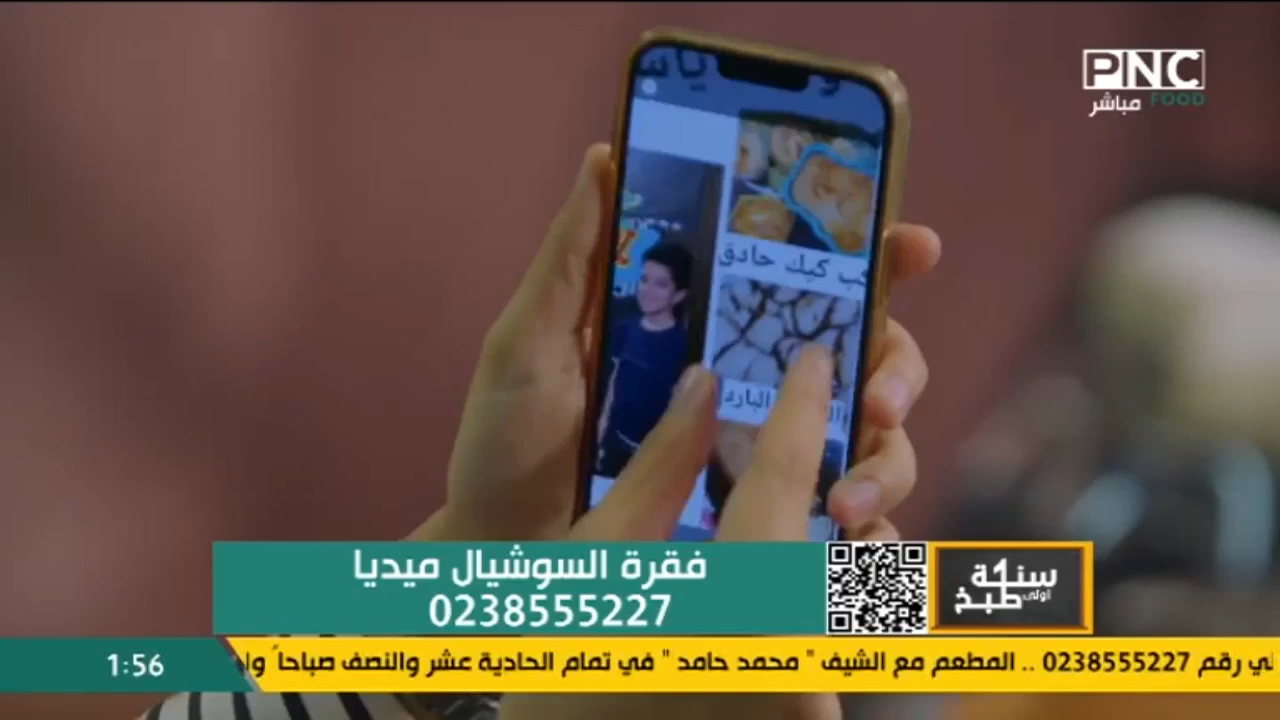 PNC
FOOD مباشر
كب كيك حادق
البارد
فقرة السوشيال ميديا
0238555227
سنة أولى طبخ
لي رقم 0238555227 .. المطعم مع الشيف " محمد حامد " في تمام الحادية عشر والنصف صباحاً
1:56